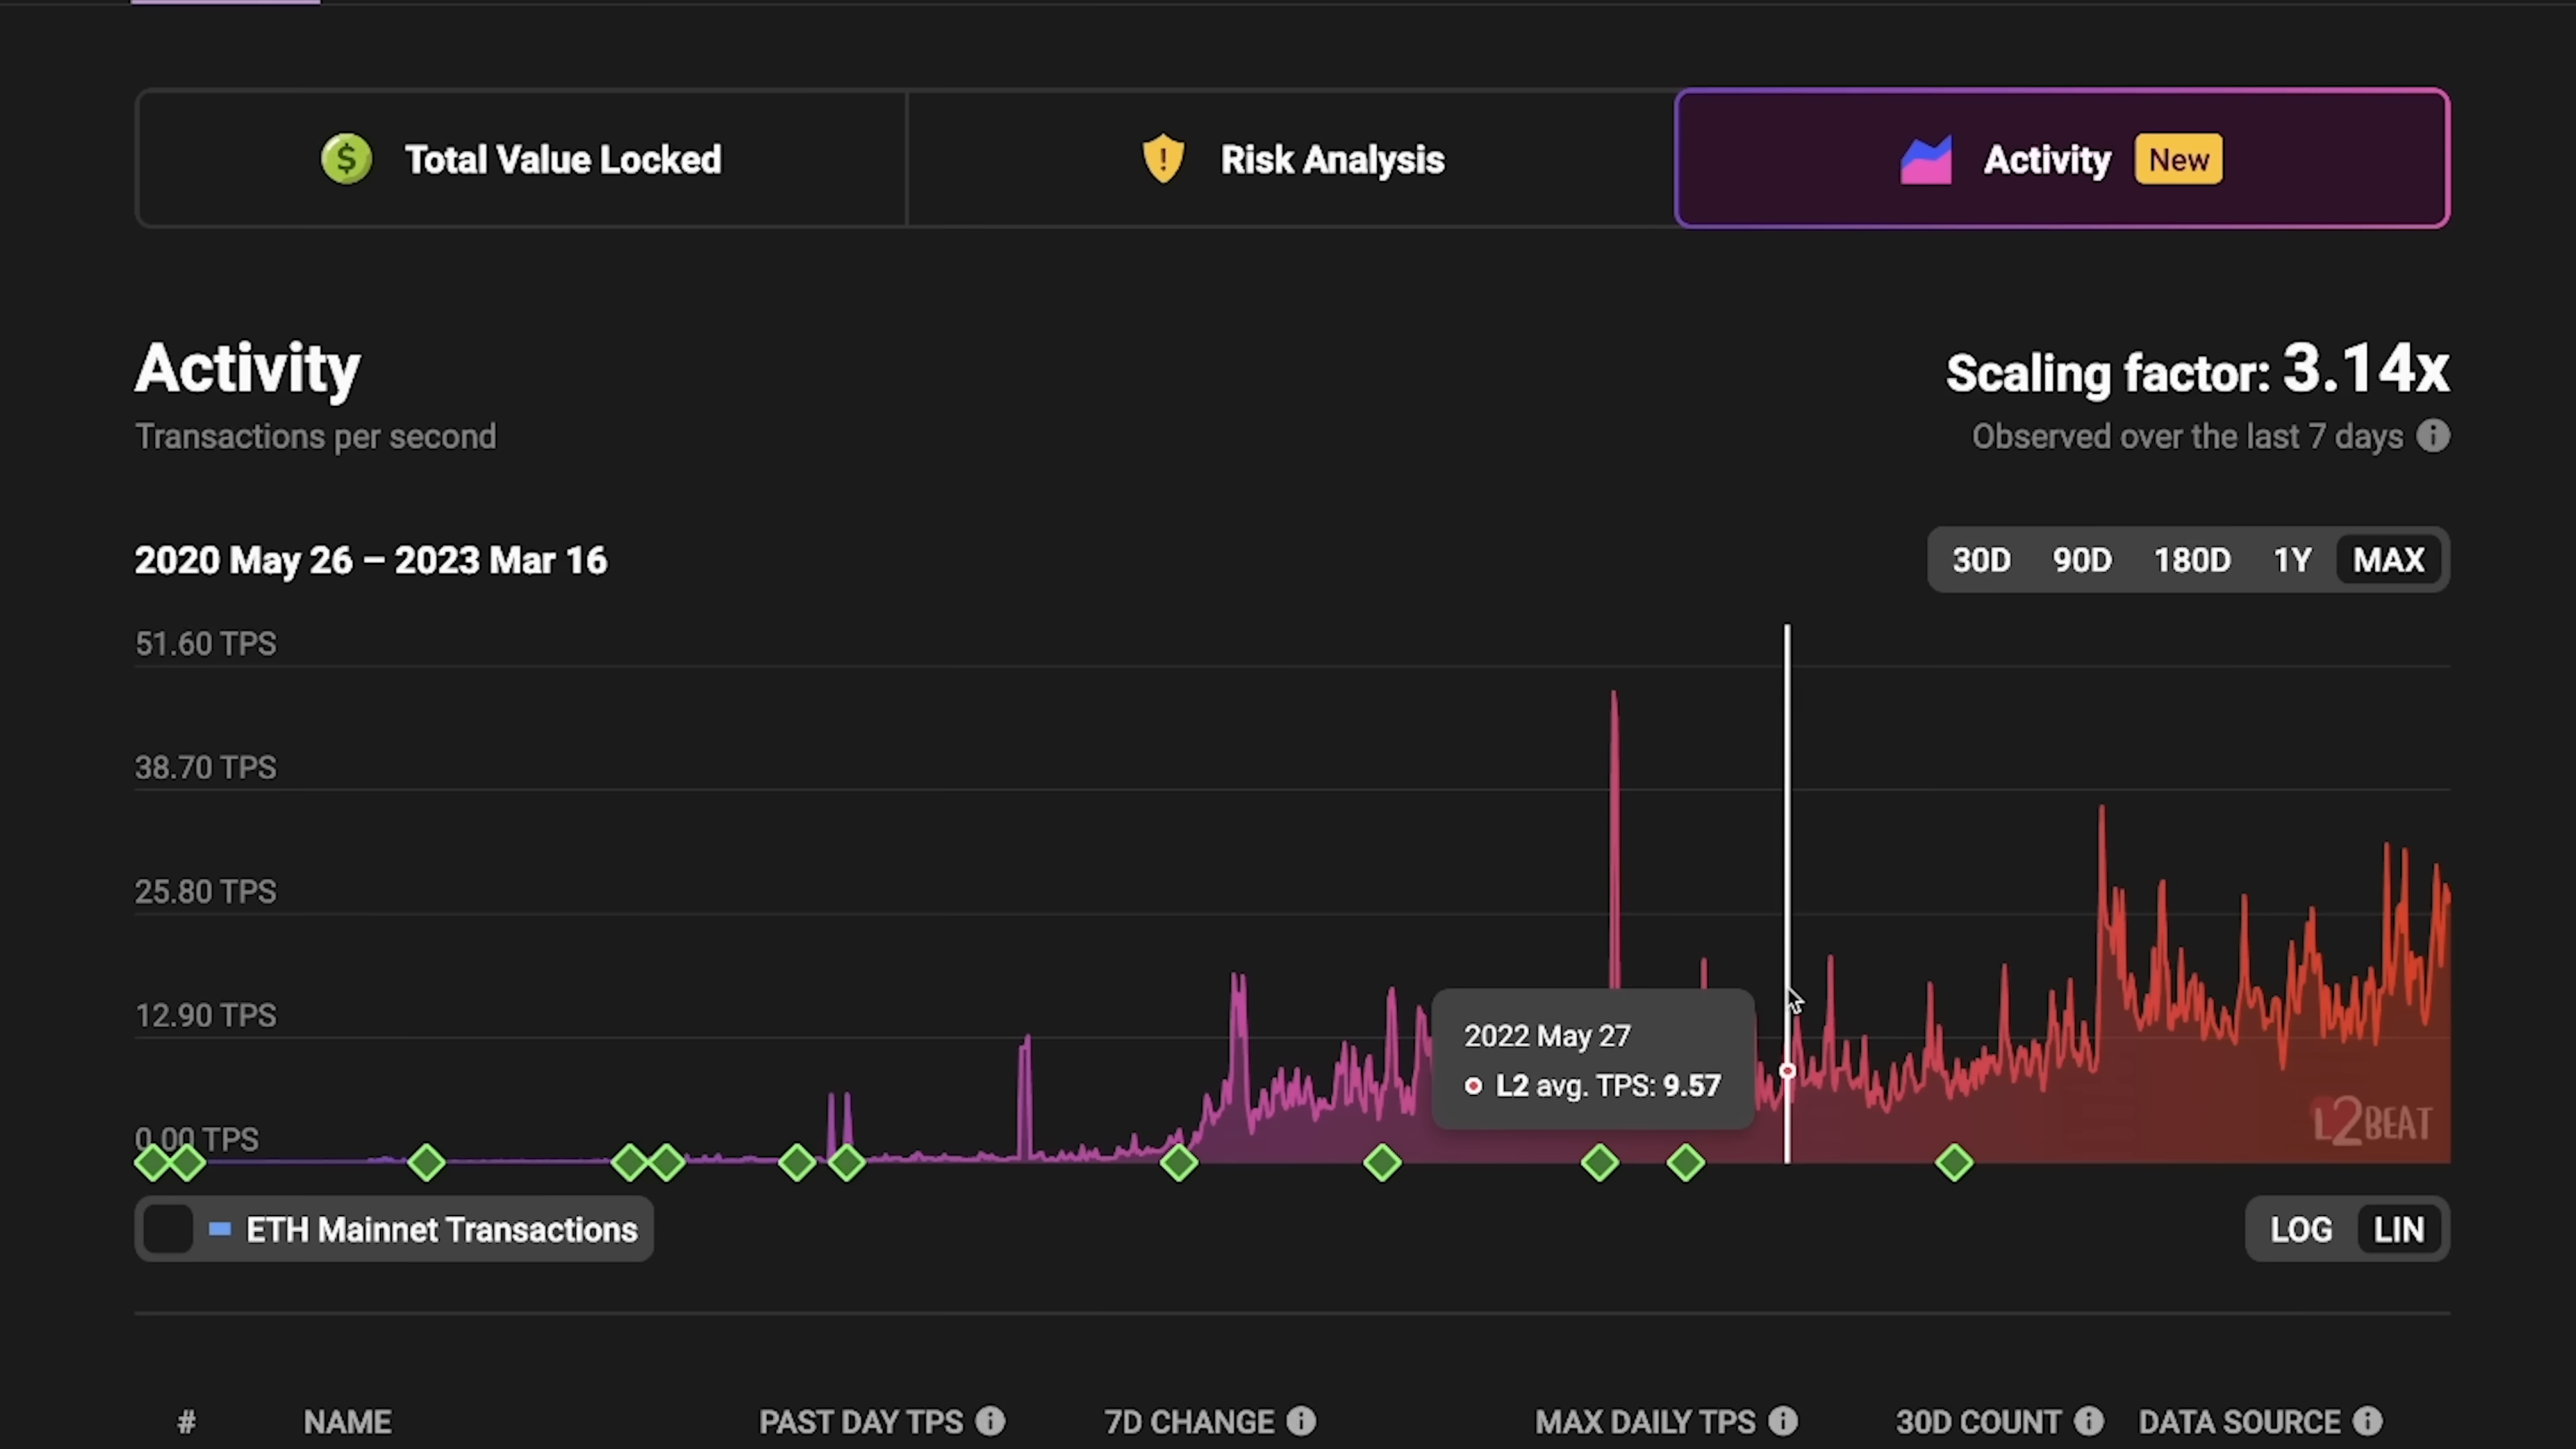 Total Value Locked
Risk Analysis
Activity New
Activity
Scaling factor: 3.14x
Transactions per second
Observed over the last 7 days
2020 May 26 – 2023 Mar 16
30D 90D 180D 1Y MAX
51.60 TPS
38.70 TPS
25.80 TPS
12.90 TPS
2022 May 27
L2 avg. TPS: 9.57
0.00 TPS
L2BEAT
ETH Mainnet Transactions
LOG LIN
# NAME PAST DAY TPS 7D CHANGE MAX DAILY TPS 30D COUNT DATA SOURCE